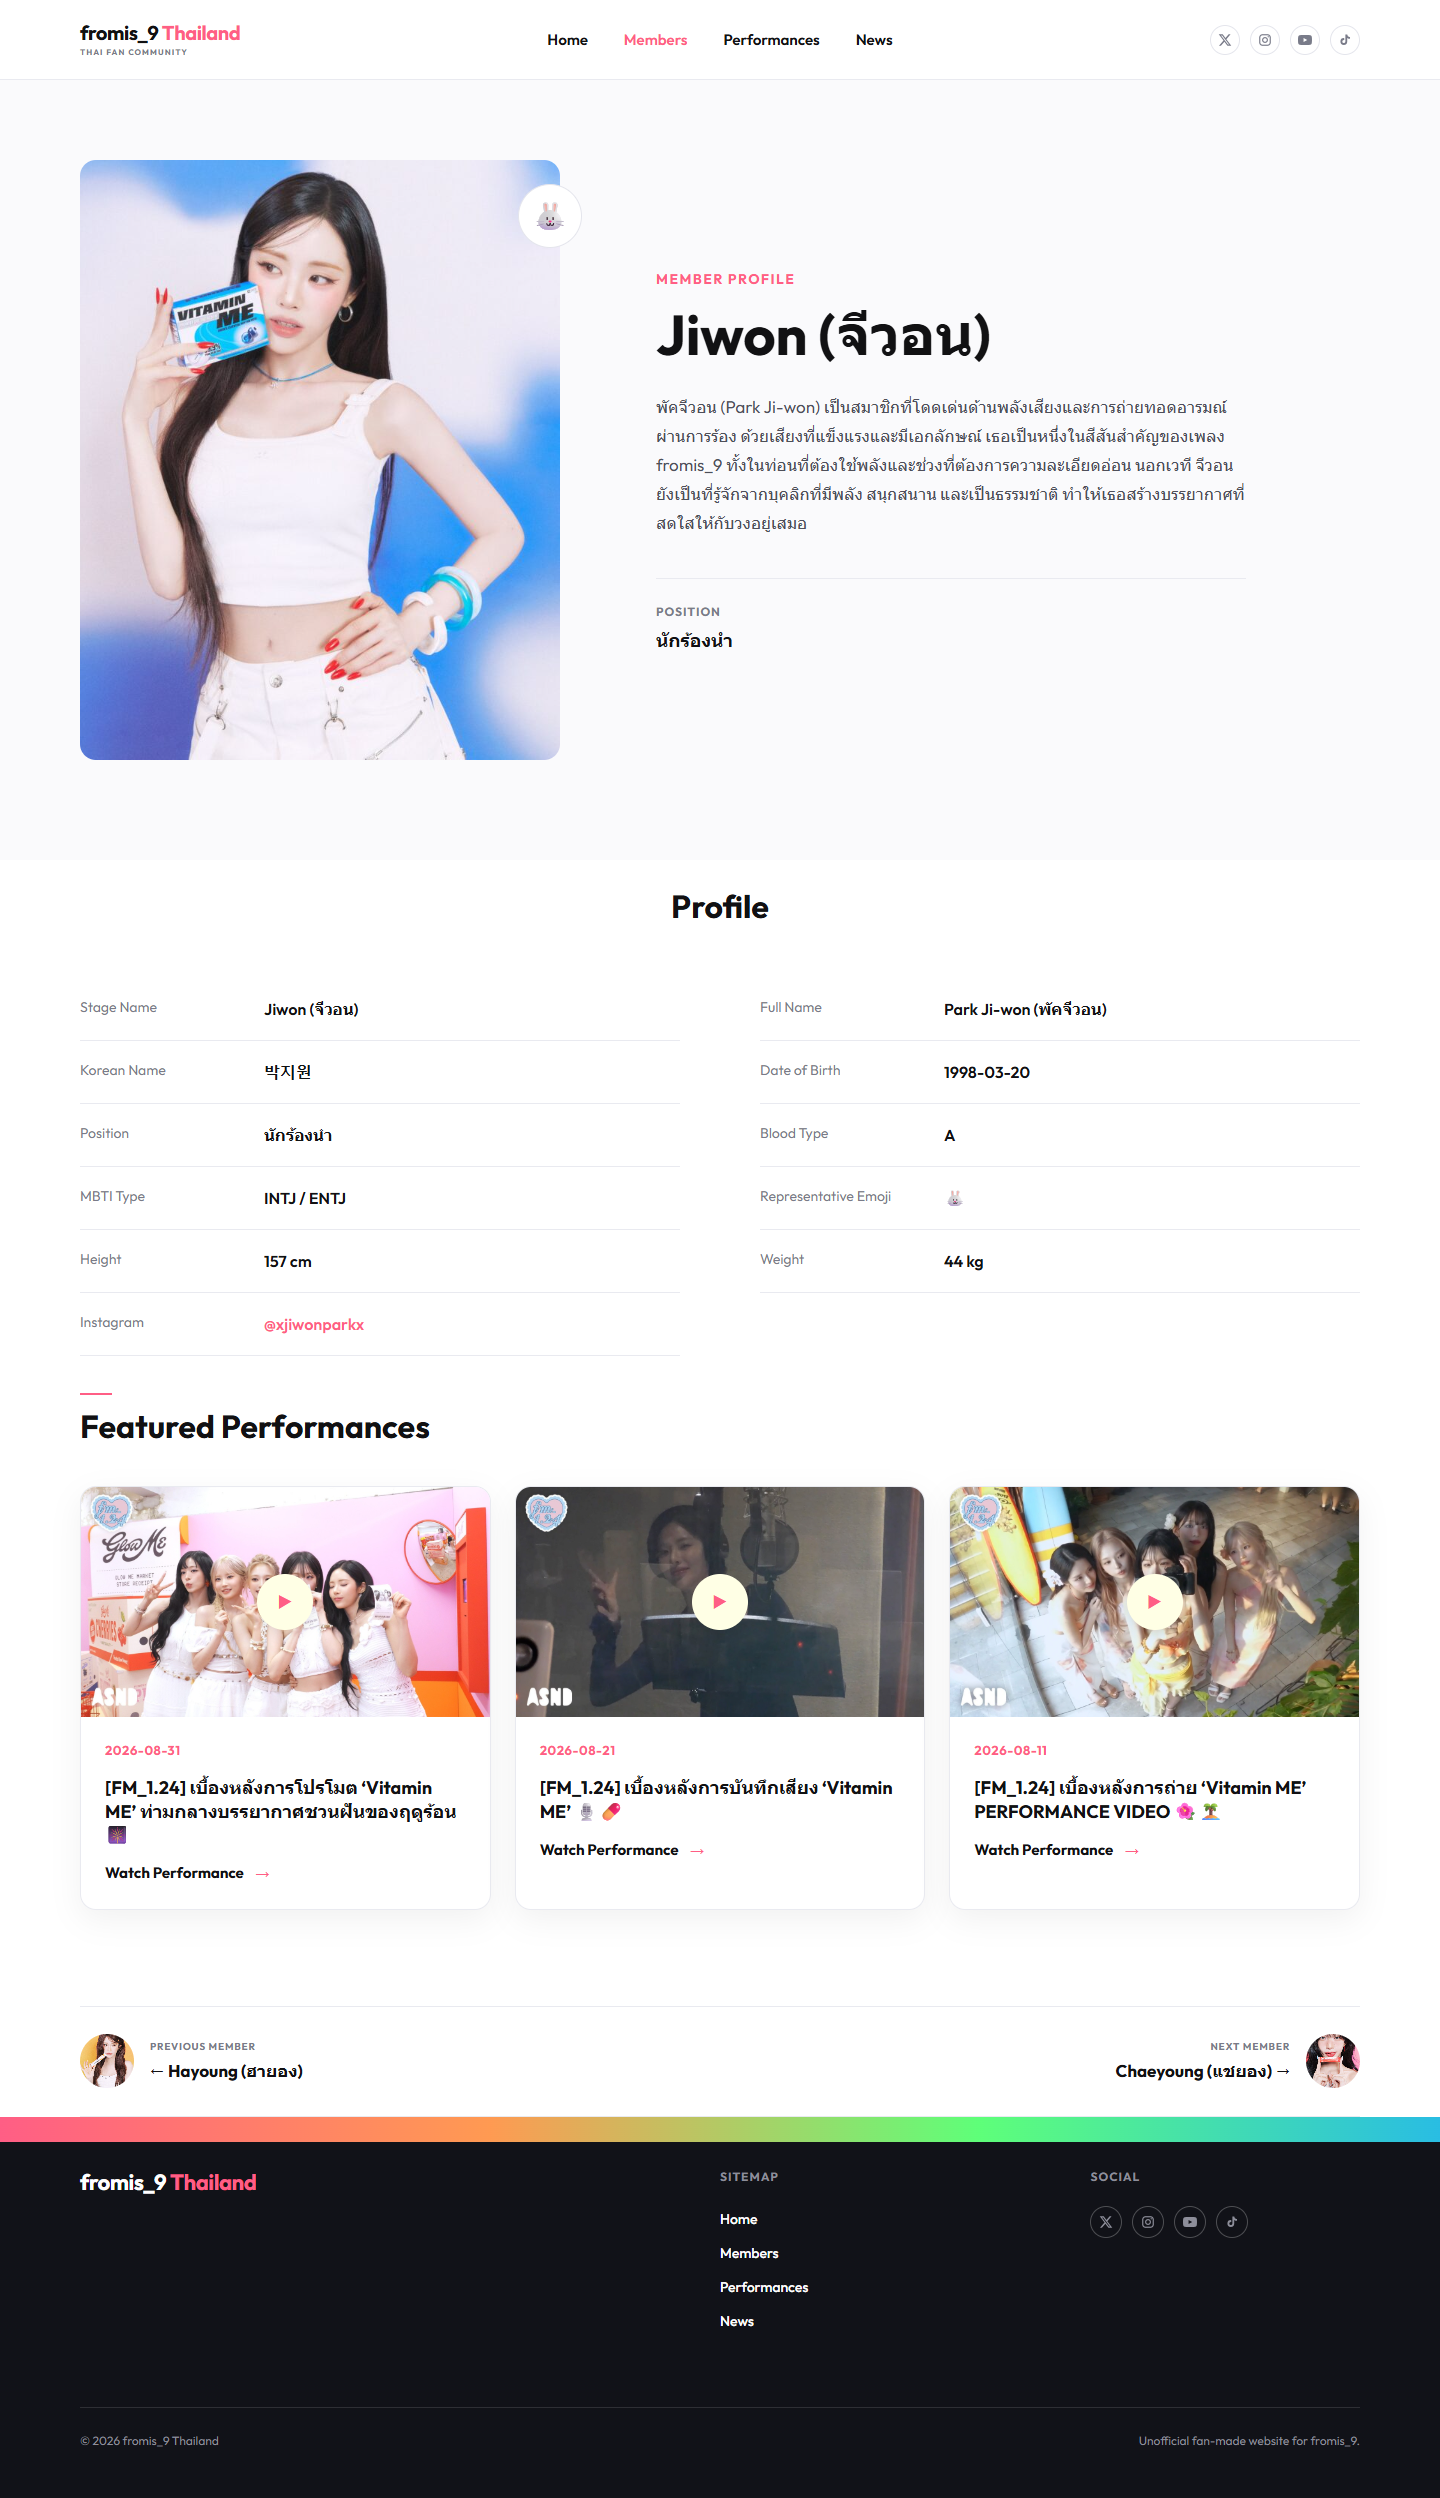 fromis_9 Thailand
THAI FAN COMMUNITY
Home
Members
Performances
News
VITAMIN
ME
MEMBER PROFILE
Jiwon (จีวอน)
พัคจีวอน (Park Ji-won) เป็นสมาชิกที่โดดเด่นด้านพลังเสียงและการถ่ายทอดอารมณ์
ผ่านการร้อง ด้วยเสียงที่แข็งแรงและมีเอกลักษณ์ เธอเป็นหนึ่งในสีสันสำคัญของเพลง
fromis_9 ทั้งในท่อนที่ต้องใช้พลังและช่วงที่ต้องการความละเอียดอ่อน นอกเวที จีวอน
ยังเป็นที่รู้จักจากบุคลิกที่มีพลัง สนุกสนาน และเป็นธรรมชาติ ทำให้เธอสร้างบรรยากาศที่
สดใสให้กับวงอยู่เสมอ
POSITION
นักร้องนำ
Profile
Stage Name
Jiwon (จีวอน)
Full Name
Park Ji-won (พัคจีวอน)
Korean Name
박지원
Date of Birth
1998-03-20
Position
นักร้องนำ
Blood Type
A
MBTI Type
INTJ / ENTJ
Representative Emoji
🐰
Height
157 cm
Weight
44 kg
Instagram
@xjiwonparkx
Featured Performances
Glow ME
GLOW ME MARKET
STORE RECEIPT
CHERRIES
ASND
ASND
ASND
2026-08-31
[FM_1.24] เบื้องหลังการโปรโมต ‘Vitamin
ME’ ท่ามกลางบรรยากาศชวนฝันของฤดูร้อน
🎆
Watch Performance →
2026-08-21
[FM_1.24] เบื้องหลังการบันทึกเสียง ‘Vitamin
ME’ 🎙️ 💊
Watch Performance →
2026-08-11
[FM_1.24] เบื้องหลังการถ่าย ‘Vitamin ME’
PERFORMANCE VIDEO 🌺 🏝️
Watch Performance →
PREVIOUS MEMBER
← Hayoung (ฮายอง)
NEXT MEMBER
Chaeyoung (แชยอง) →
fromis_9 Thailand
SITEMAP
Home
Members
Performances
News
SOCIAL
© 2026 fromis_9 Thailand
Unofficial fan-made website for fromis_9.